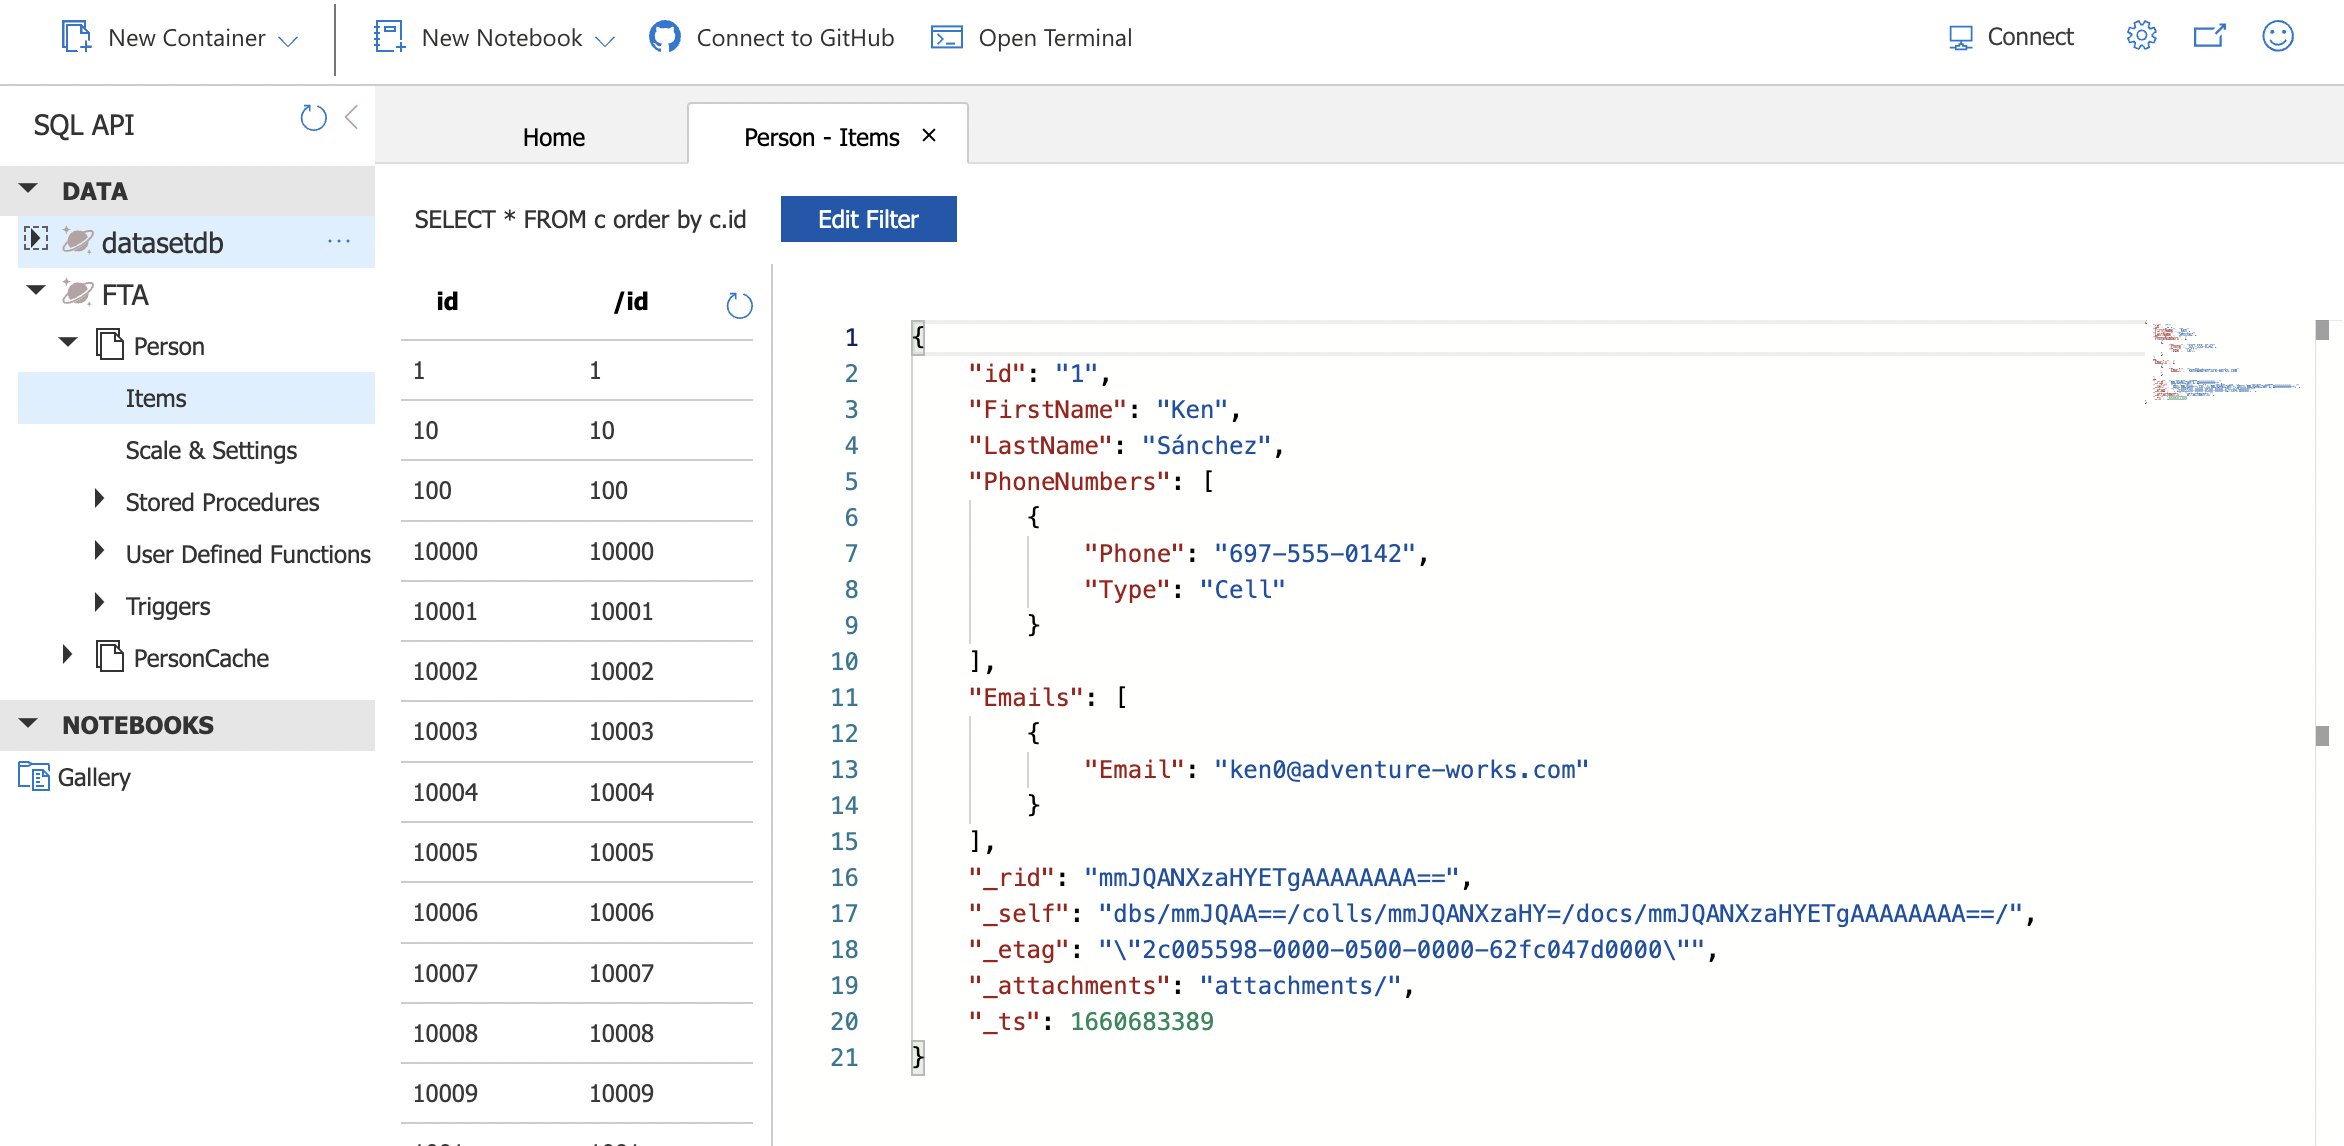 New Container
New Notebook
Connect to GitHub
Open Terminal
Connect
SQL API
DATA
datasetdb
...
FTA
Person
Items
Scale & Settings
Stored Procedures
User Defined Functions
Triggers
PersonCache
NOTEBOOKS
Gallery
Home
Person - Items
SELECT * FROM c order by c.id
Edit Filter
id /id
1 1
10 10
100 100
10000 10000
10001 10001
10002 10002
10003 10003
10004 10004
10005 10005
10006 10006
10007 10007
10008 10008
10009 10009
1 {
2 "id": "1",
3 "FirstName": "Ken",
4 "LastName": "Sánchez",
5 "PhoneNumbers": [
6 {
7 "Phone": "697-555-0142",
8 "Type": "Cell"
9 }
10 ],
11 "Emails": [
12 {
13 "Email": "ken0@adventure-works.com"
14 }
15 ],
16 "_rid": "mmJQANXzaHYETgAAAAAAAA==",
17 "_self": "dbs/mmJQAA==/colls/mmJQANXzaHY=/docs/mmJQANXzaHYETgAAAAAAAA==/",
18 "_etag": "\"2c005598-0000-0500-0000-62fc047d0000\"",
19 "_attachments": "attachments/",
20 "_ts": 1660683389
21 }